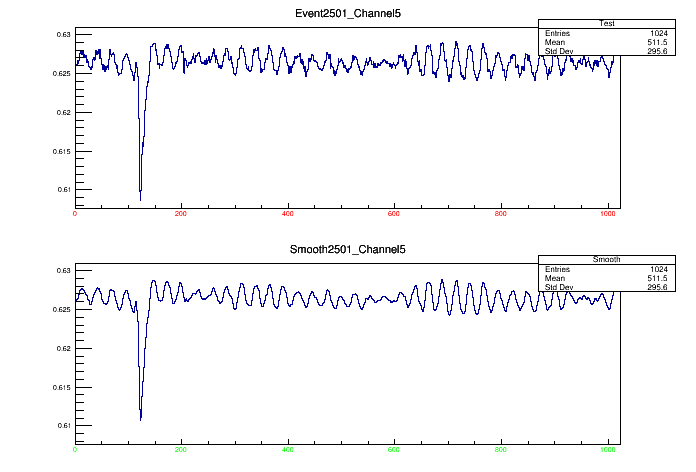 Event2501_Channel5
Test
Entries 1024
Mean 511.5
Std Dev 295.6
0.63
0.625
0.62
0.615
0.61
0 200 400 600 800 1000
Smooth2501_Channel5
Smooth
Entries 1024
Mean 511.5
Std Dev 295.6
0.63
0.625
0.62
0.615
0.61
0 200 400 600 800 1000